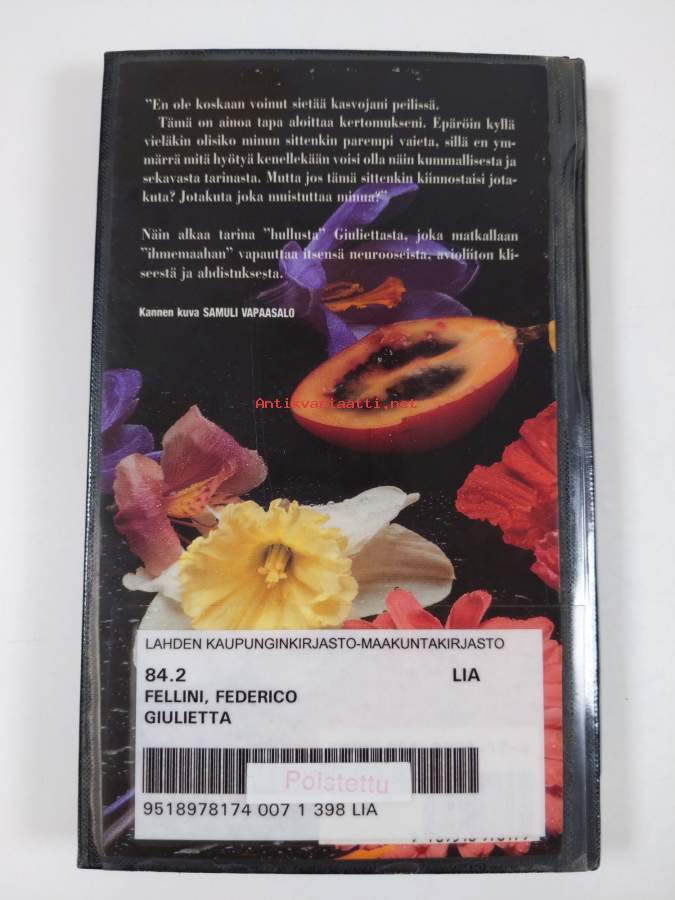 "En ole koskaan voinut sietää kasvojani peilissä.
Tämä on ainoa tapa aloittaa kertomukseni. Epäröin kyllä
vieläkin olisiko minun sittenkin parempi vaieta, sillä en ym-
märrä mitä hyötyä kenellekään voisi olla näin kummallisesta ja
sekavasta tarinasta. Mutta jos tämä sittenkin kiinnostaisi jota-
kuta? Jotakuta joka muistuttaa minua?"
Näin alkaa tarina "hullusta" Giuliettasta, joka matkallaan
"ihmemaahan" vapauttaa itsensä neurooseista, avioliiton kli-
seestä ja ahdistuksesta.
Kannen kuva SAMULI VAPAASALO
Antikvariaatti.net
LAHDEN KAUPUNGINKIRJASTO-MAAKUNTAKIRJASTO
84.2 LIA
FELLINI, FEDERICO
GIULIETTA
Poistettu
9518978174 007 1 398 LIA